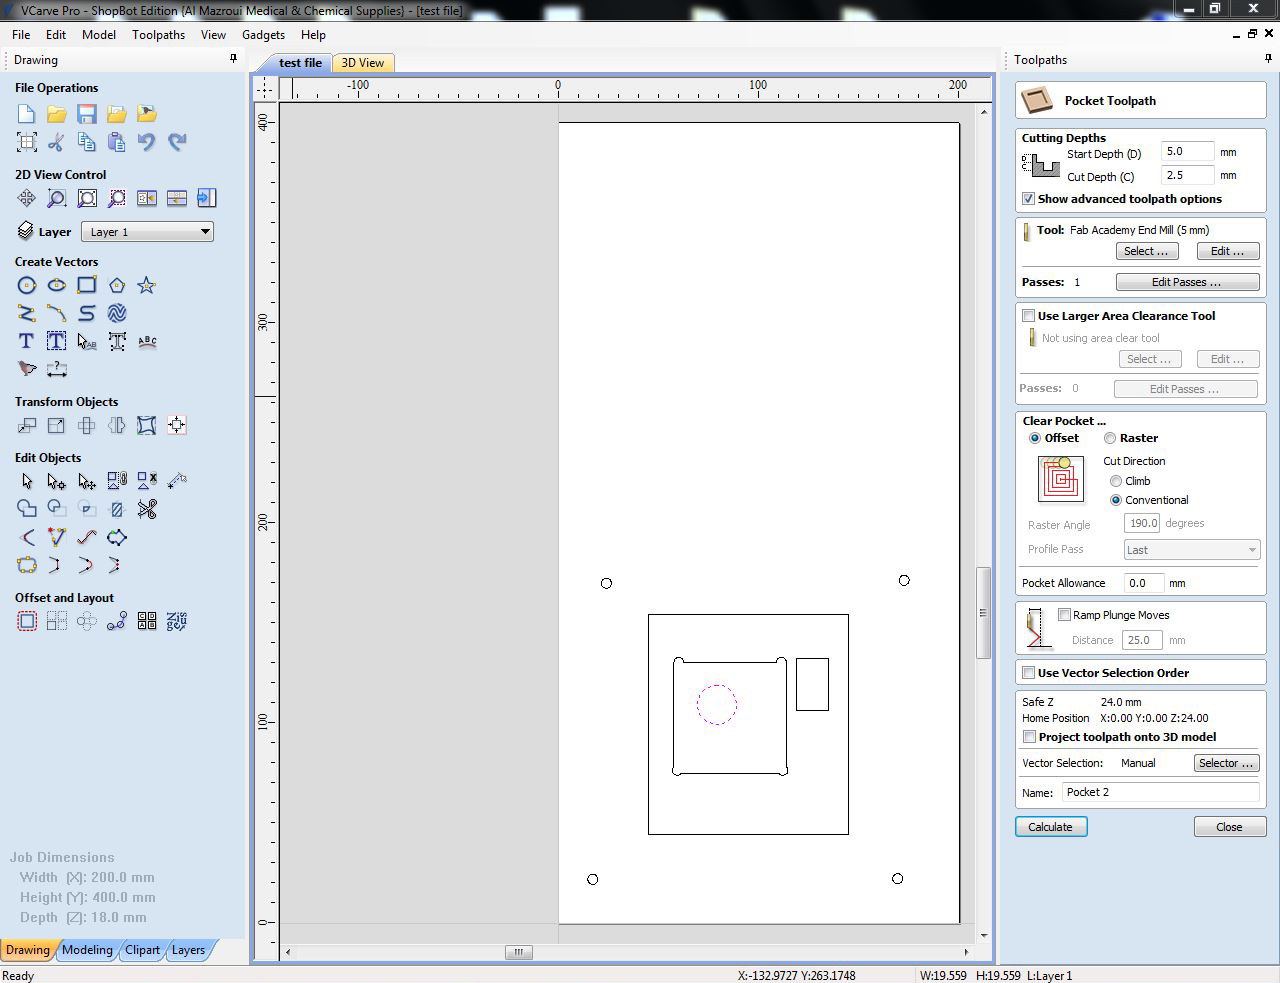 VCarve Pro - ShopBot Edition {Al Mazroui Medical & Chemical Supplies} - [test file]
File Edit Model Toolpaths View Gadgets Help
Drawing
File Operations
2D View Control
Layer Layer 1
Create Vectors
Transform Objects
Edit Objects
Offset and Layout
Job Dimensions
Width (X): 200.0 mm
Height (Y): 400.0 mm
Depth (Z): 18.0 mm
Drawing Modeling Clipart Layers
test file 3D View
-100 0 100 200
400
300
200
100
0
Toolpaths
Pocket Toolpath
Cutting Depths
Start Depth (D) 5.0 mm
Cut Depth (C) 2.5 mm
Show advanced toolpath options
Tool: Fab Academy End Mill (5 mm)
Select ... Edit ...
Passes: 1 Edit Passes ...
Use Larger Area Clearance Tool
Not using area clear tool
Select ... Edit ...
Passes: 0 Edit Passes ...
Clear Pocket ...
Offset Raster
Cut Direction
Climb
Conventional
Raster Angle 190.0 degrees
Profile Pass Last
Pocket Allowance 0.0 mm
Ramp Plunge Moves
Distance 25.0 mm
Use Vector Selection Order
Safe Z 24.0 mm
Home Position X:0.00 Y:0.00 Z:24.00
Project toolpath onto 3D model
Vector Selection: Manual Selector ...
Name: Pocket 2
Calculate Close
Ready X:-132.9727 Y:263.1748 W:19.559 H:19.559 L:Layer 1